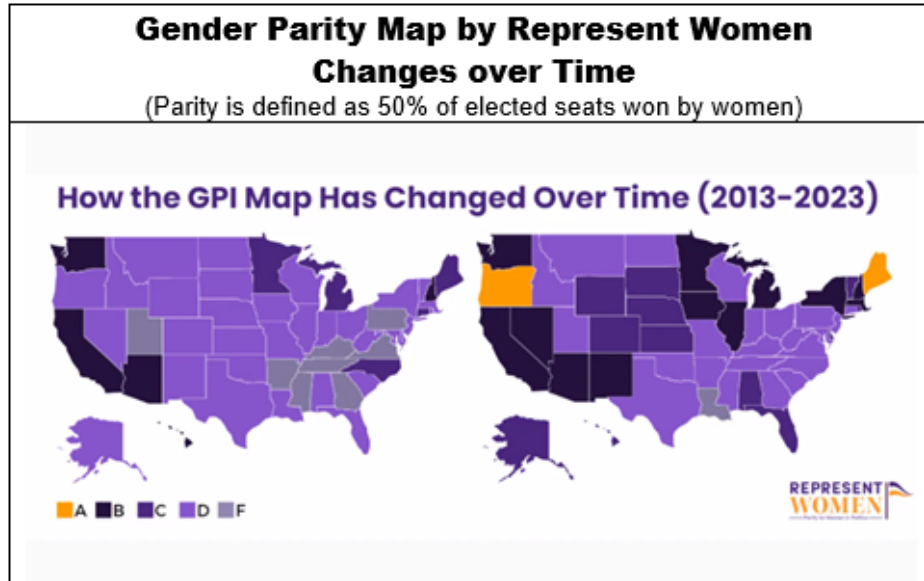 Gender Parity Map by Represent Women
Changes over Time
(Parity is defined as 50% of elected seats won by women)
How the GPI Map Has Changed Over Time (2013-2023)
A B C D F
REPRESENT
WOMEN